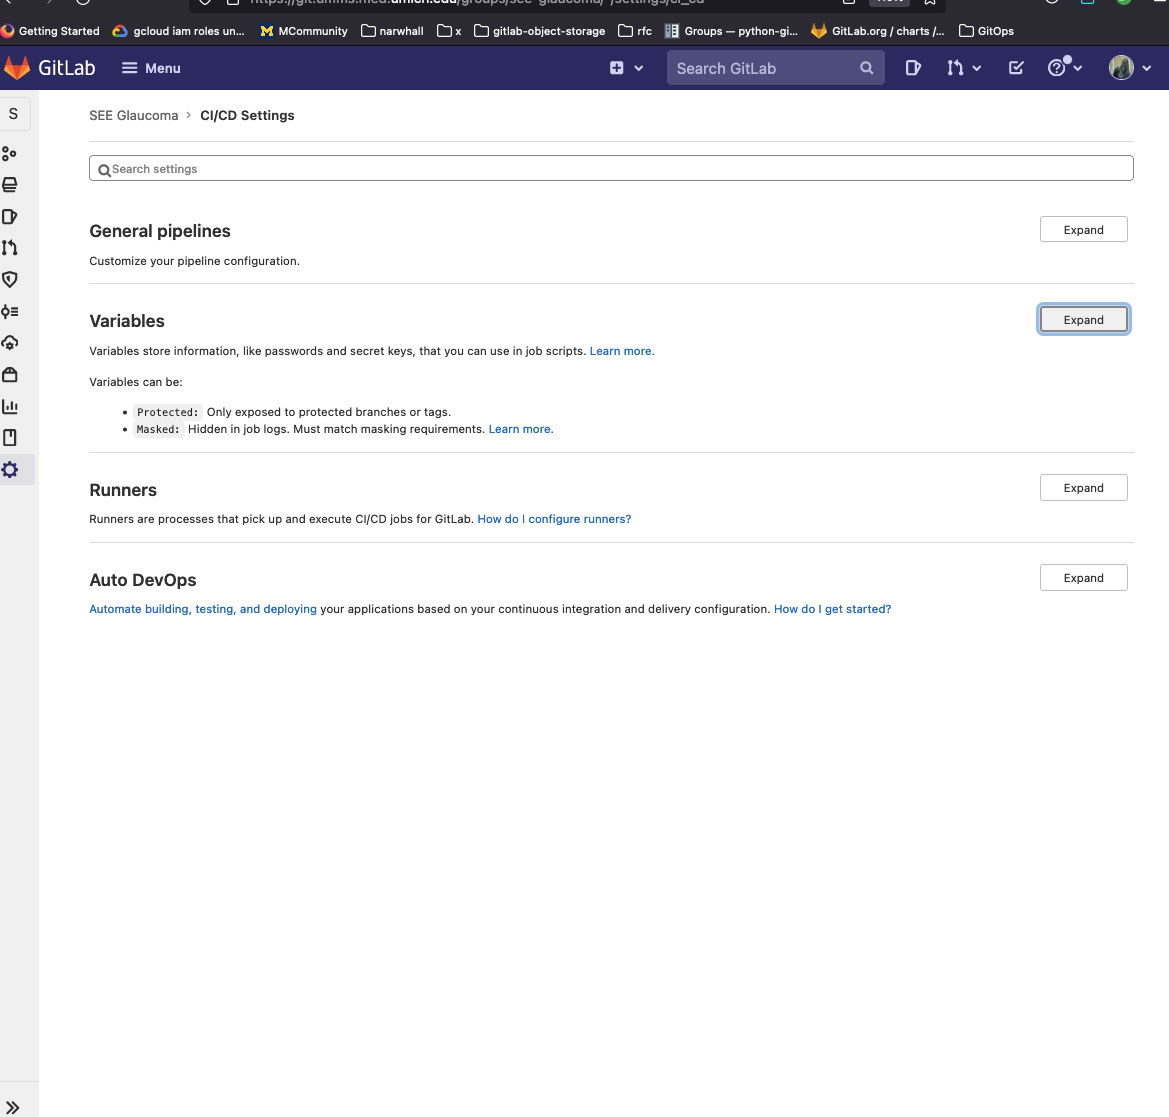 Getting Started gcloud iam roles un... MCommunity narwhall x gitlab-object-storage rfc Groups — python-gi... GitLab.org / charts /... GitOps
GitLab Menu Search GitLab
S
SEE Glaucoma > CI/CD Settings
Search settings
General pipelines
Expand
Customize your pipeline configuration.
Variables
Expand
Variables store information, like passwords and secret keys, that you can use in job scripts. Learn more.
Variables can be:
• Protected: Only exposed to protected branches or tags.
• Masked: Hidden in job logs. Must match masking requirements. Learn more.
Runners
Expand
Runners are processes that pick up and execute CI/CD jobs for GitLab. How do I configure runners?
Auto DevOps
Expand
Automate building, testing, and deploying your applications based on your continuous integration and delivery configuration. How do I get started?